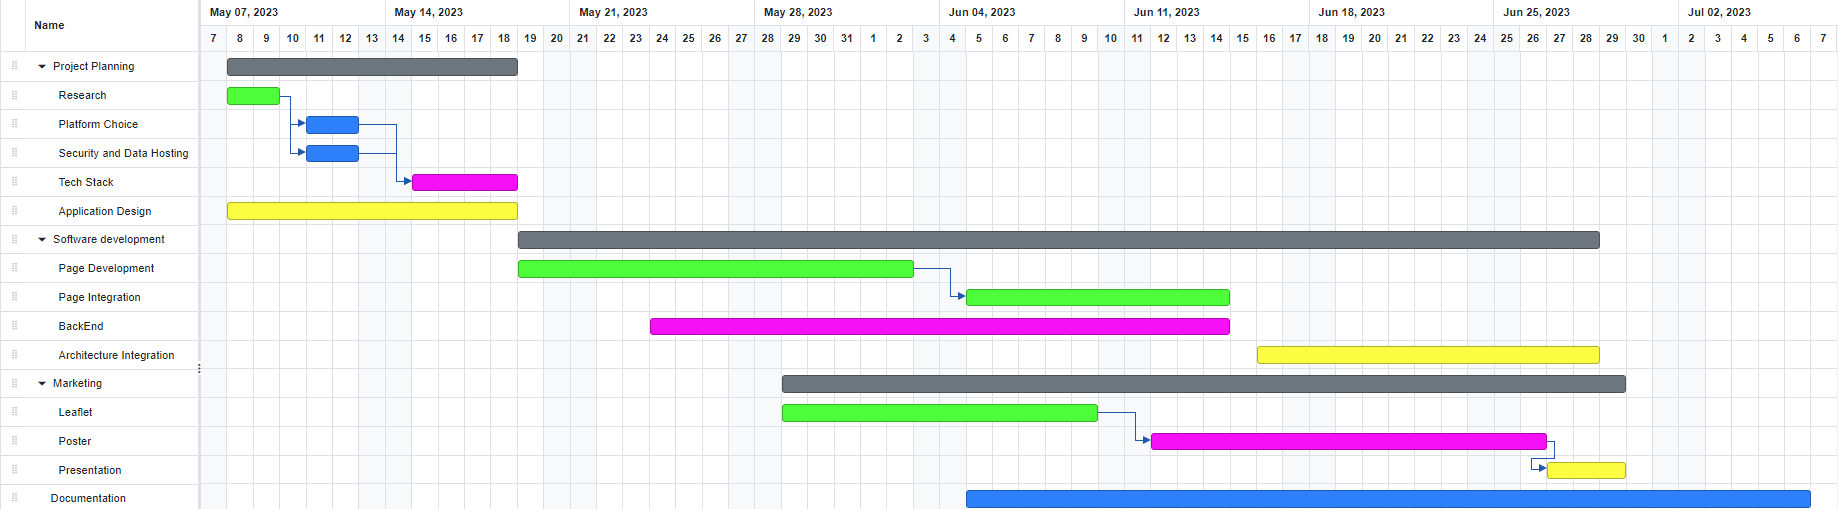 May 07, 2023 May 14, 2023 May 21, 2023 May 28, 2023 Jun 04, 2023 Jun 11, 2023 Jun 18, 2023 Jun 25, 2023 Jul 02, 2023
Name
7 8 9 10 11 12 13 14 15 16 17 18 19 20 21 22 23 24 25 26 27 28 29 30 31 1 2 3 4 5 6 7 8 9 10 11 12 13 14 15 16 17 18 19 20 21 22 23 24 25 26 27 28 29 30 1 2 3 4 5 6 7
Project Planning
Research
Platform Choice
Security and Data Hosting
Tech Stack
Application Design
Software development
Page Development
Page Integration
BackEnd
Architecture Integration
Marketing
Leaflet
Poster
Presentation
Documentation